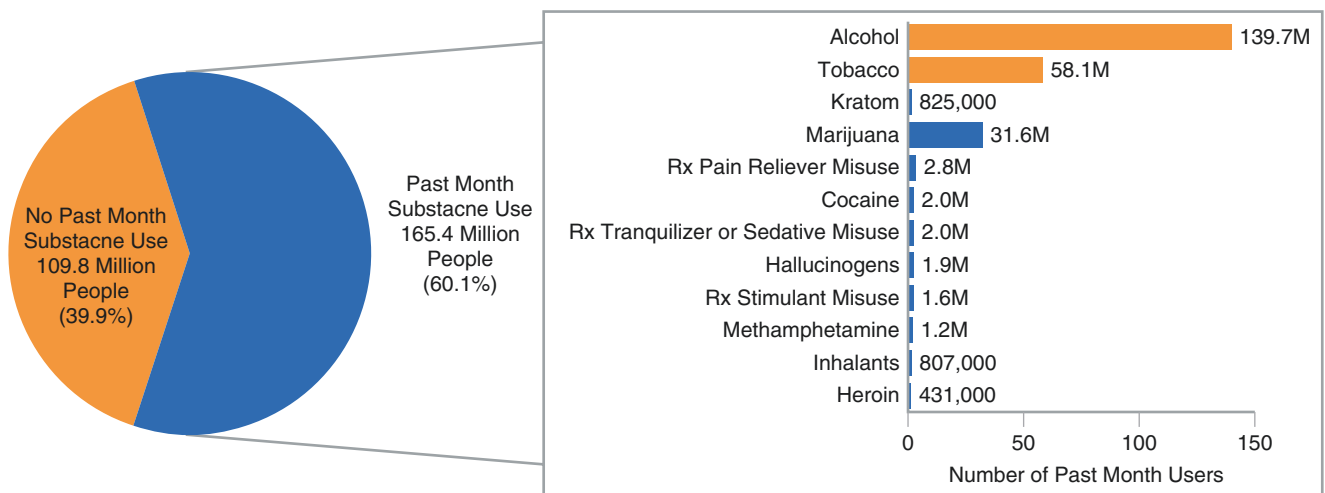 No Past Month
Substacne Use
109.8 Million
People
(39.9%)
Past Month
Substacne Use
165.4 Million
People
(60.1%)
Alcohol 139.7M
Tobacco 58.1M
Kratom 825,000
Marijuana 31.6M
Rx Pain Reliever Misuse 2.8M
Cocaine 2.0M
Rx Tranquilizer or Sedative Misuse 2.0M
Hallucinogens 1.9M
Rx Stimulant Misuse 1.6M
Methamphetamine 1.2M
Inhalants 807,000
Heroin 431,000
0 50 100 150
Number of Past Month Users